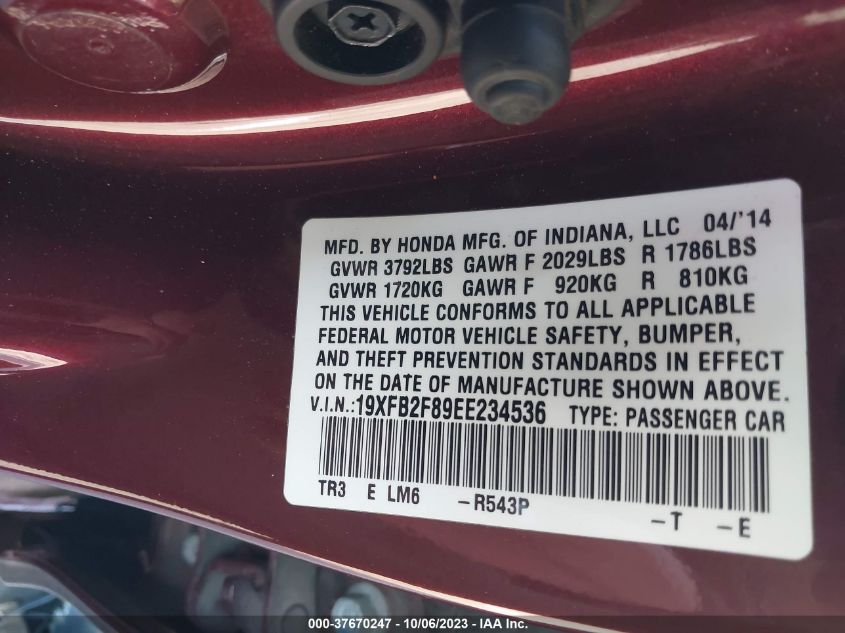 MFD. BY HONDA MFG. OF INDIANA, LLC 04/'14
GVWR 3792LBS GAWR F 2029LBS R 1786LBS
GVWR 1720KG GAWR F 920KG R 810KG
THIS VEHICLE CONFORMS TO ALL APPLICABLE
FEDERAL MOTOR VEHICLE SAFETY, BUMPER,
AND THEFT PREVENTION STANDARDS IN EFFECT
ON THE DATE OF MANUFACTURE SHOWN ABOVE.
V.I.N.:19XFB2F89EE234536 TYPE: PASSENGER CAR
TR3 E LM6 -R543P
-T -E
000-37670247 - 10/06/2023 - IAA Inc.